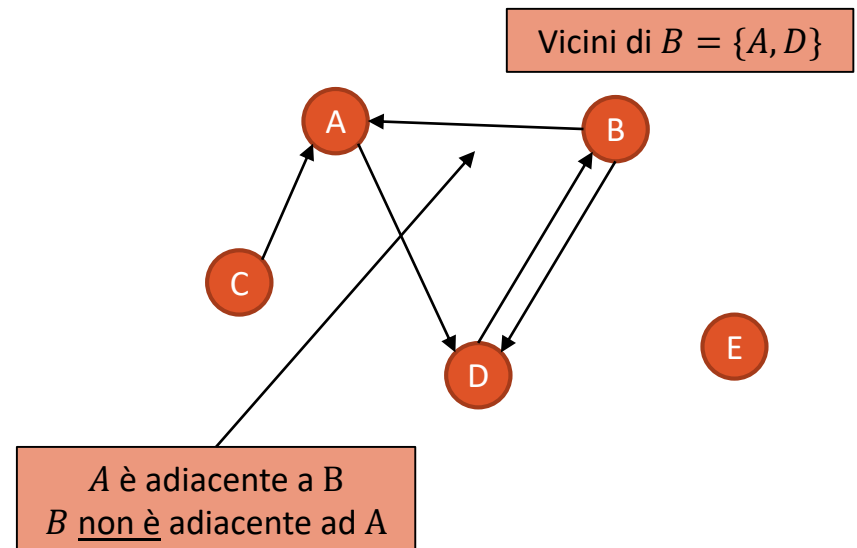 Vicini di 𝐵 = {𝐴, 𝐷}
A
B
C
D
E
𝐴 è adiacente a B
𝐵 non è adiacente ad A